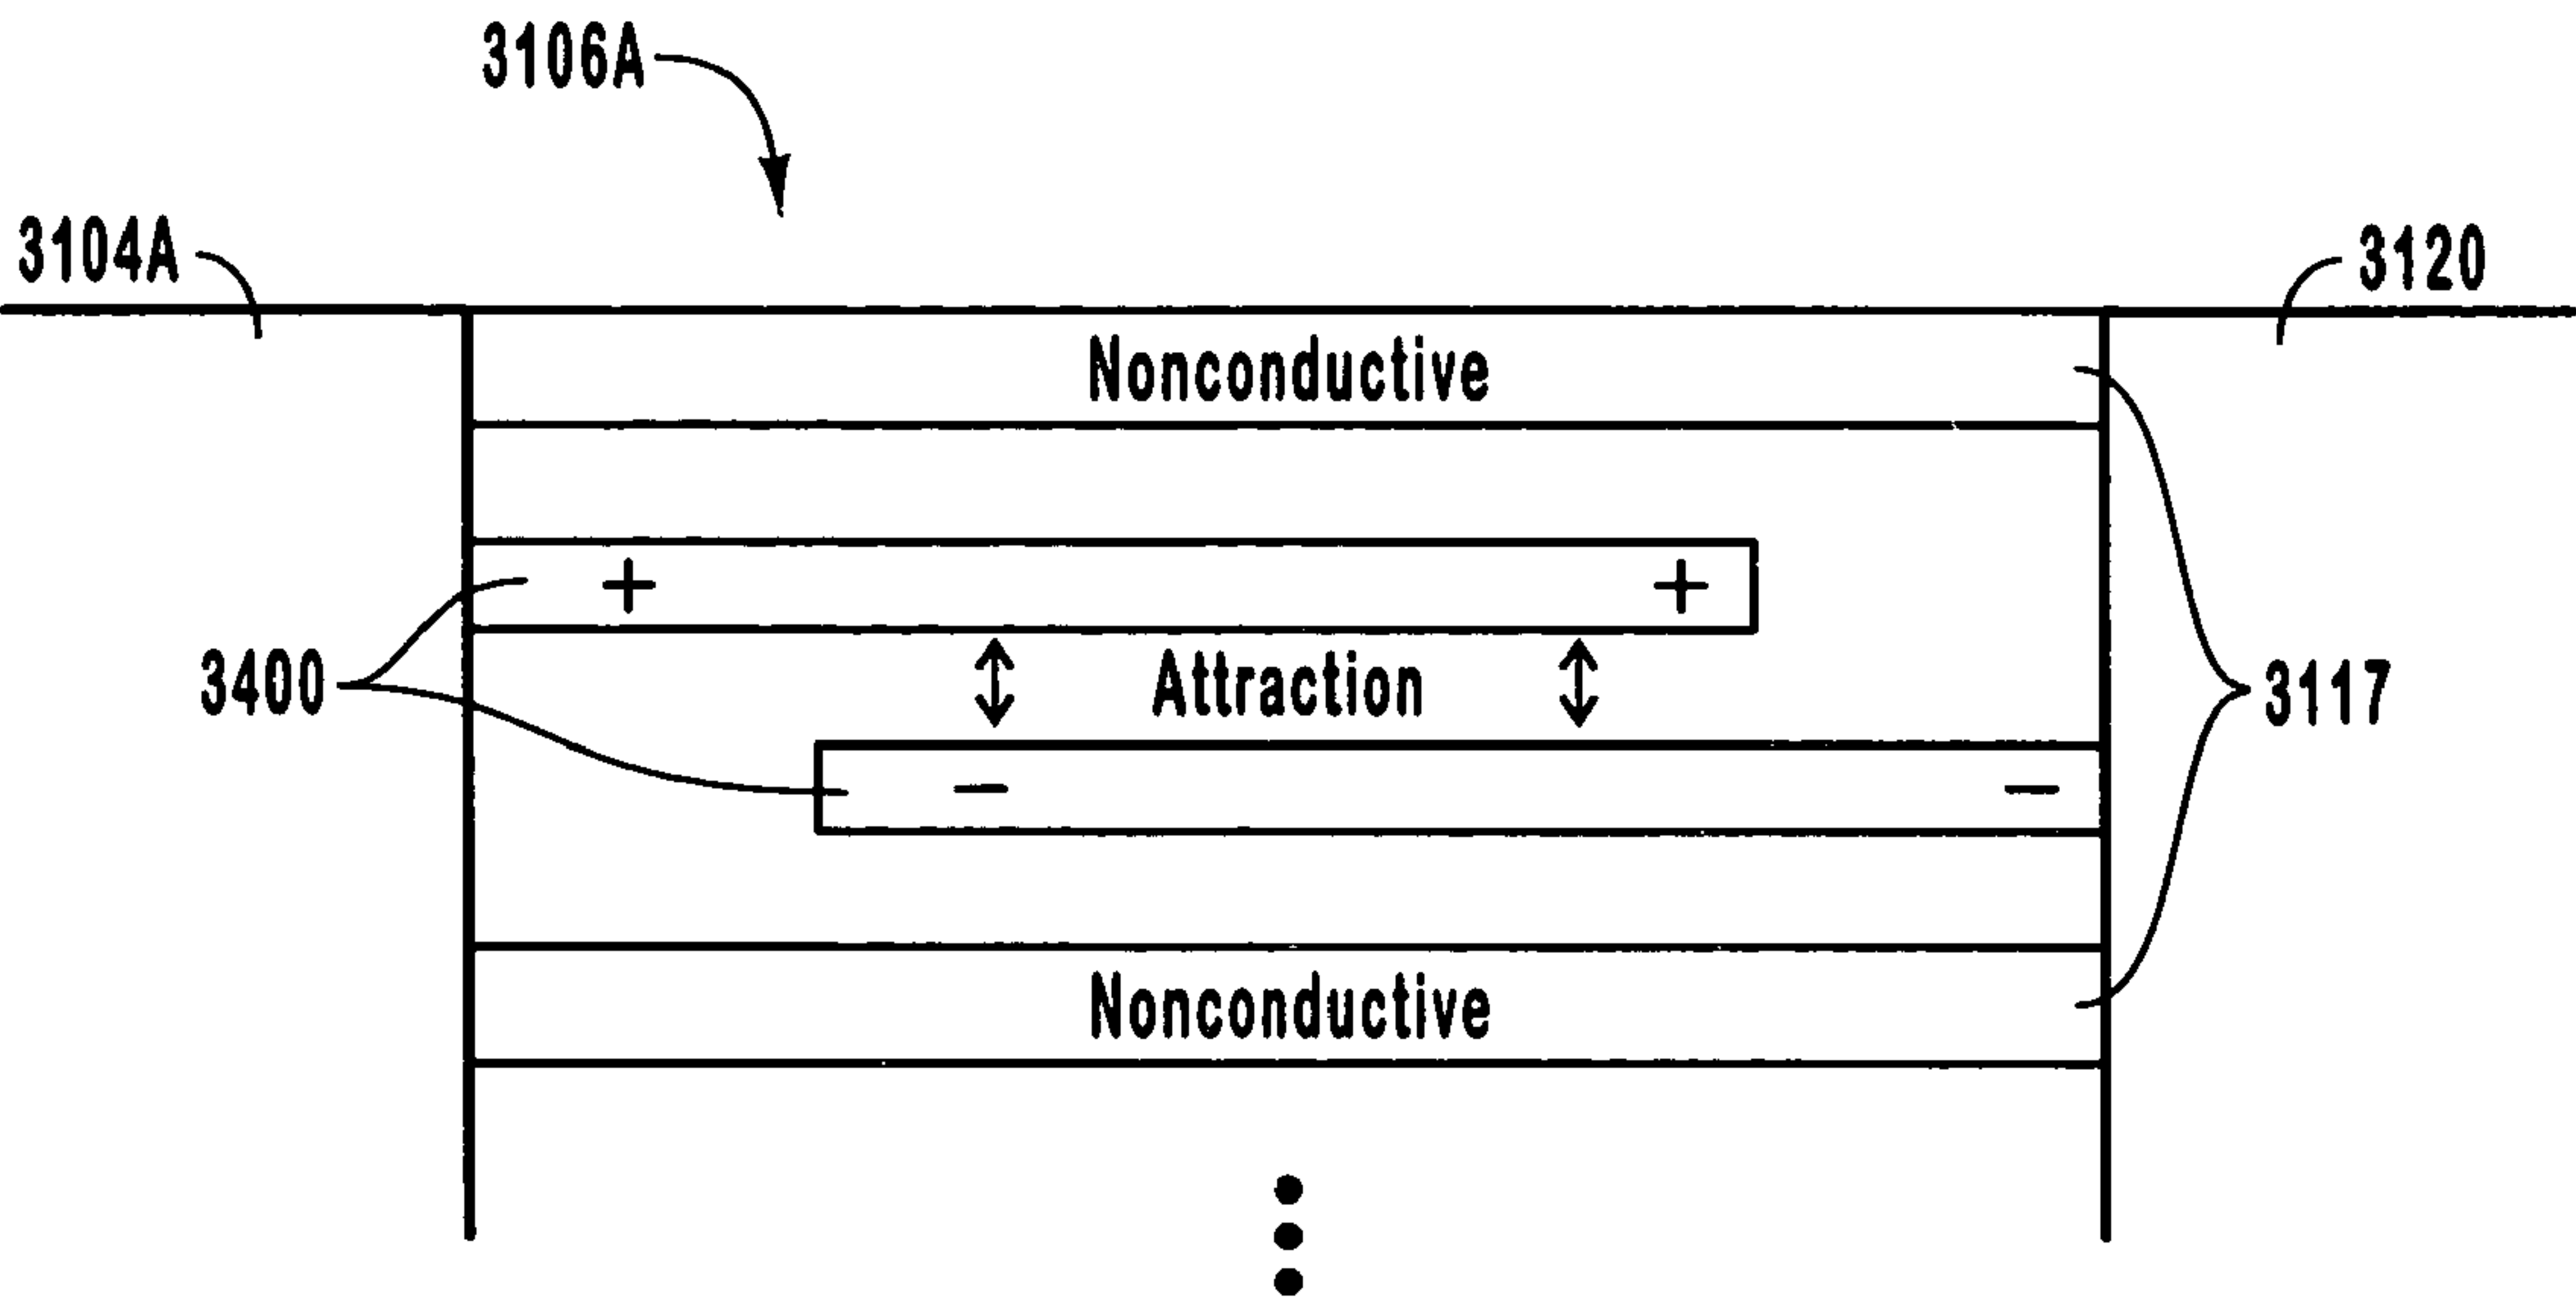 3106A
3104A
3120
Nonconductive
+ +
3400
Attraction
3117
− −
Nonconductive